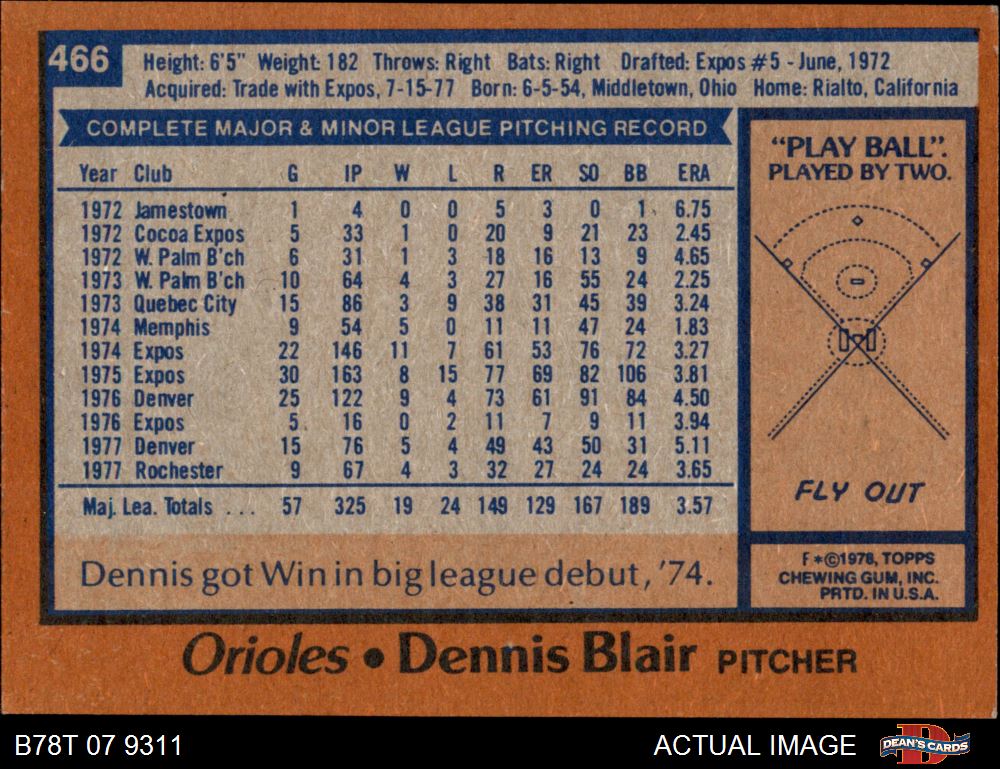 466
Height: 6'5" Weight: 182 Throws: Right Bats: Right Drafted: Expos #5 - June, 1972
Acquired: Trade with Expos, 7-15-77 Born: 6-5-54, Middletown, Ohio Home: Rialto, California
COMPLETE MAJOR & MINOR LEAGUE PITCHING RECORD
Year Club G IP W L R ER SO BB ERA
1972 Jamestown 1 4 0 0 5 3 0 1 6.75
1972 Cocoa Expos 5 33 1 0 20 9 21 23 2.45
1972 W. Palm B'ch 6 31 1 3 18 16 13 9 4.65
1973 W. Palm B'ch 10 64 4 3 27 16 55 24 2.25
1973 Quebec City 15 86 3 9 38 31 45 39 3.24
1974 Memphis 9 54 5 0 11 11 47 24 1.83
1974 Expos 22 146 11 7 61 53 76 72 3.27
1975 Expos 30 163 8 15 77 69 82 106 3.81
1976 Denver 25 122 9 4 73 61 91 84 4.50
1976 Expos 5 16 0 2 11 7 9 11 3.94
1977 Denver 15 76 5 4 49 43 50 31 5.11
1977 Rochester 9 67 4 3 32 27 24 24 3.65
Maj. Lea. Totals ... 57 325 19 24 149 129 167 189 3.57
Dennis got Win in big league debut, '74.
"PLAY BALL".
PLAYED BY TWO.
FLY OUT
F *©1978, TOPPS
CHEWING GUM, INC.
PRTD. IN U.S.A.
Orioles • Dennis Blair PITCHER
B78T 07 9311
ACTUAL IMAGE
D
DEAN'S CARDS